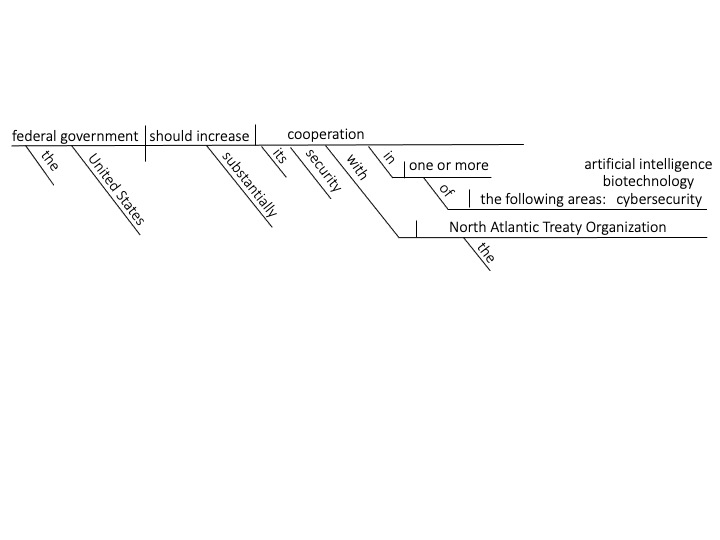 federal government should increase cooperation
the
United States
substantially
its
security
with
in
one or more
of
artificial intelligence
biotechnology
the following areas: cybersecurity
North Atlantic Treaty Organization
the